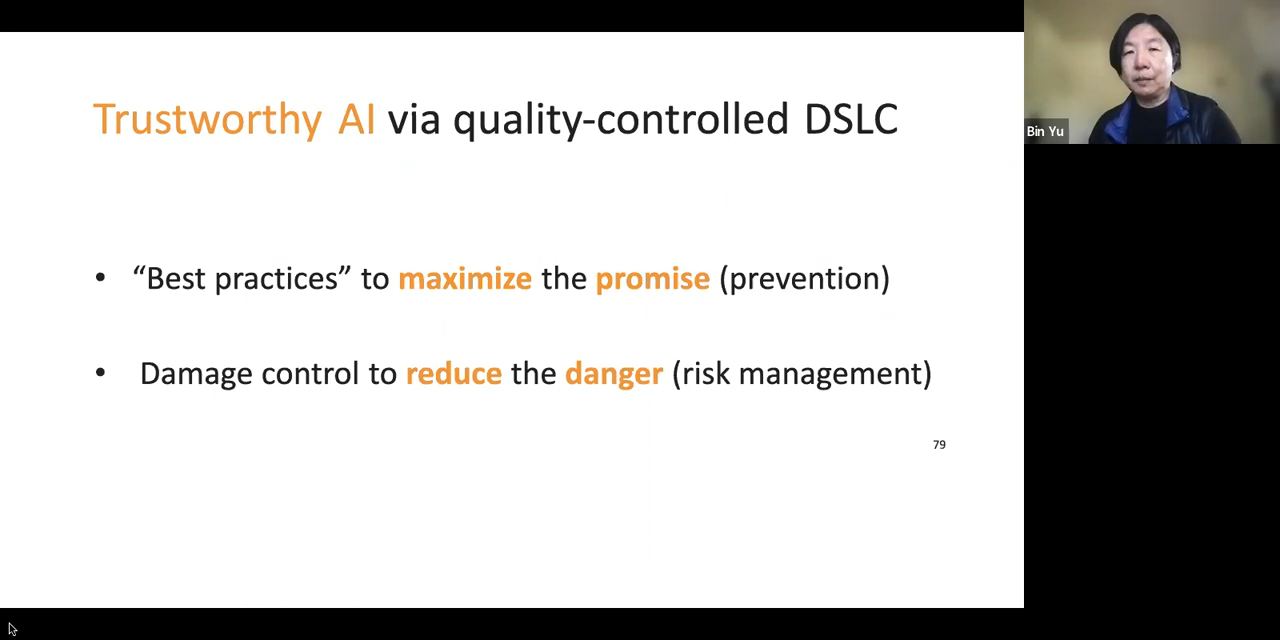 Trustworthy AI via quality-controlled DSLC
• “Best practices” to maximize the promise (prevention)
• Damage control to reduce the danger (risk management)
79
Bin Yu